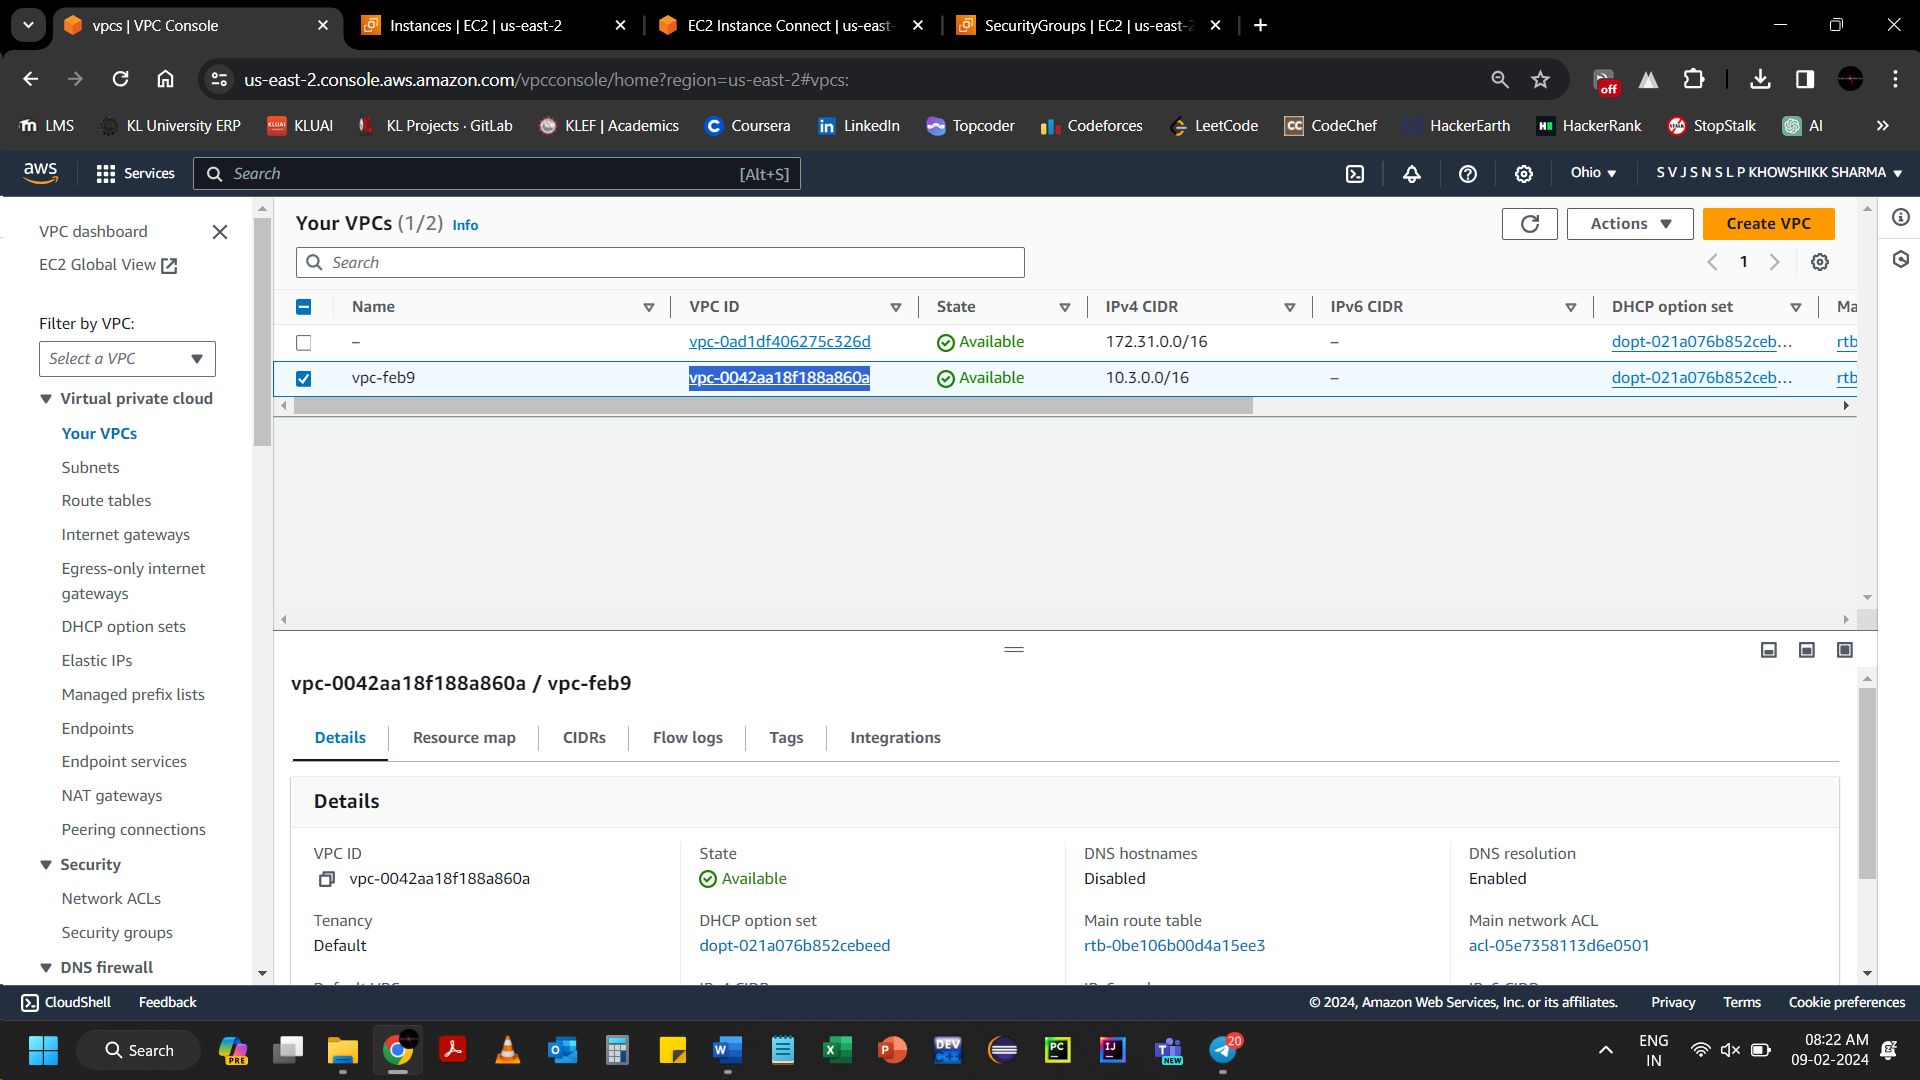 vpcs | VPC Console
Instances | EC2 | us-east-2
EC2 Instance Connect | us-east-
SecurityGroups | EC2 | us-east-2
us-east-2.console.aws.amazon.com/vpcconsole/home?region=us-east-2#vpcs:
off
LMS
KL University ERP
KLUAI
KL Projects · GitLab
KLEF | Academics
Coursera
LinkedIn
Topcoder
Codeforces
LeetCode
CodeChef
HackerEarth
HackerRank
StopStalk
AI
aws
Services
Search
[Alt+S]
Ohio
S V J S N S L P KHOWSHIKK SHARMA
VPC dashboard
EC2 Global View
Filter by VPC:
Select a VPC
Virtual private cloud
Your VPCs
Subnets
Route tables
Internet gateways
Egress-only internet
gateways
DHCP option sets
Elastic IPs
Managed prefix lists
Endpoints
Endpoint services
NAT gateways
Peering connections
Security
Network ACLs
Security groups
DNS firewall
Your VPCs (1/2) Info
Actions
Create VPC
Search
1
Name VPC ID State IPv4 CIDR IPv6 CIDR DHCP option set Ma
– vpc-0ad1df406275c326d Available 172.31.0.0/16 – dopt-021a076b852ceb... rtb
vpc-feb9 vpc-0042aa18f188a860a Available 10.3.0.0/16 – dopt-021a076b852ceb... rtb
vpc-0042aa18f188a860a / vpc-feb9
Details Resource map CIDRs Flow logs Tags Integrations
Details
VPC ID
vpc-0042aa18f188a860a
State
Available
DNS hostnames
Disabled
DNS resolution
Enabled
Tenancy
Default
DHCP option set
dopt-021a076b852cebeed
Main route table
rtb-0be106b00d4a15ee3
Main network ACL
acl-05e7358113d6e0501
CloudShell
Feedback
© 2024, Amazon Web Services, Inc. or its affiliates.
Privacy
Terms
Cookie preferences
Search
PRE
DEV
PC
IJ
NEW
20
ENG
IN
08:22 AM
09-02-2024